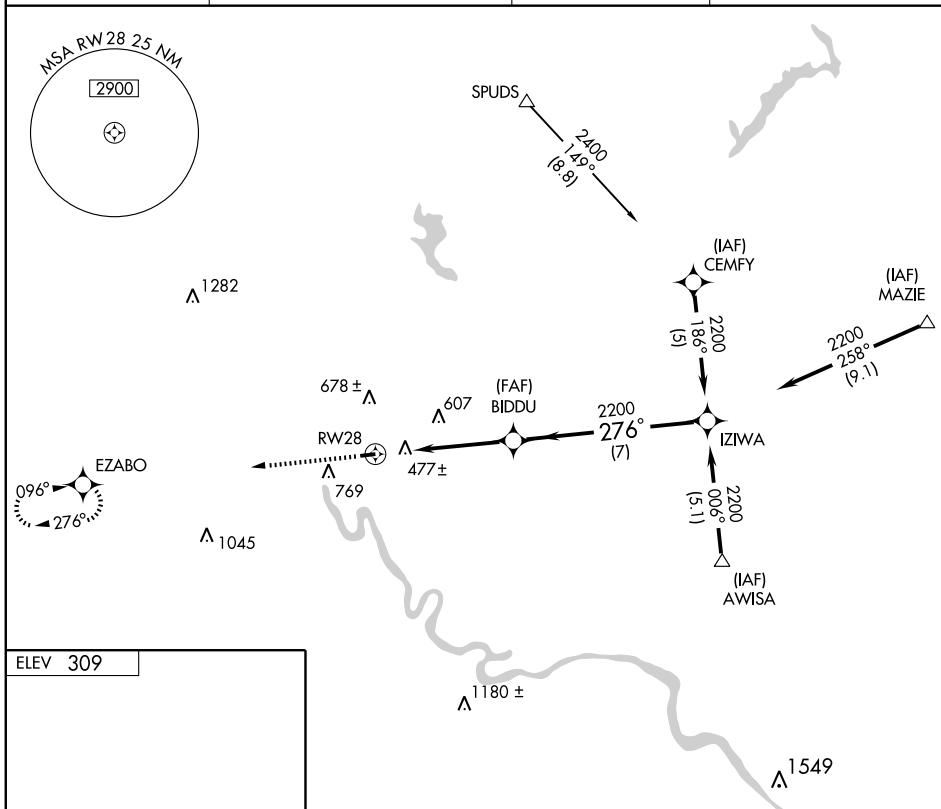 MSA RW 28 25 NM
2900
SPUDS
2400
149°
(8.8)
(IAF)
CEMFY
(IAF)
MAZIE
1282
2200
186°
(5)
2200
258°
(9.1)
678 ±
607
(FAF)
BIDDU
2200
276°
(7)
IZIWA
RW28
477±
EZABO
096°
276°
769
1045
2200
006°
(5.1)
(IAF)
AWISA
ELEV 309
1180 ±
1549